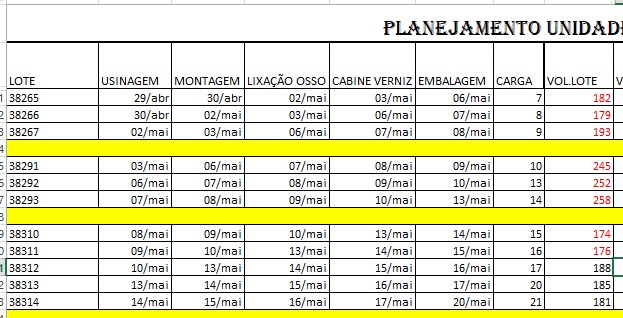 PLANEJAMENTO UNIDAD
LOTE USINAGEM MONTAGEM LIXAÇÃO OSSO CABINE VERNIZ EMBALAGEM CARGA VOL.LOTE V
38265 29/abr 30/abr 02/mai 03/mai 06/mai 7 182
38266 30/abr 02/mai 03/mai 06/mai 07/mai 8 179
38267 02/mai 03/mai 06/mai 07/mai 08/mai 9 193
38291 03/mai 06/mai 07/mai 08/mai 09/mai 10 245
38292 06/mai 07/mai 08/mai 09/mai 10/mai 13 252
38293 07/mai 08/mai 09/mai 10/mai 13/mai 14 258
38310 08/mai 09/mai 10/mai 13/mai 14/mai 15 174
38311 09/mai 10/mai 13/mai 14/mai 15/mai 16 176
38312 10/mai 13/mai 14/mai 15/mai 16/mai 17 188
38313 13/mai 14/mai 15/mai 16/mai 17/mai 20 185
38314 14/mai 15/mai 16/mai 17/mai 20/mai 21 181